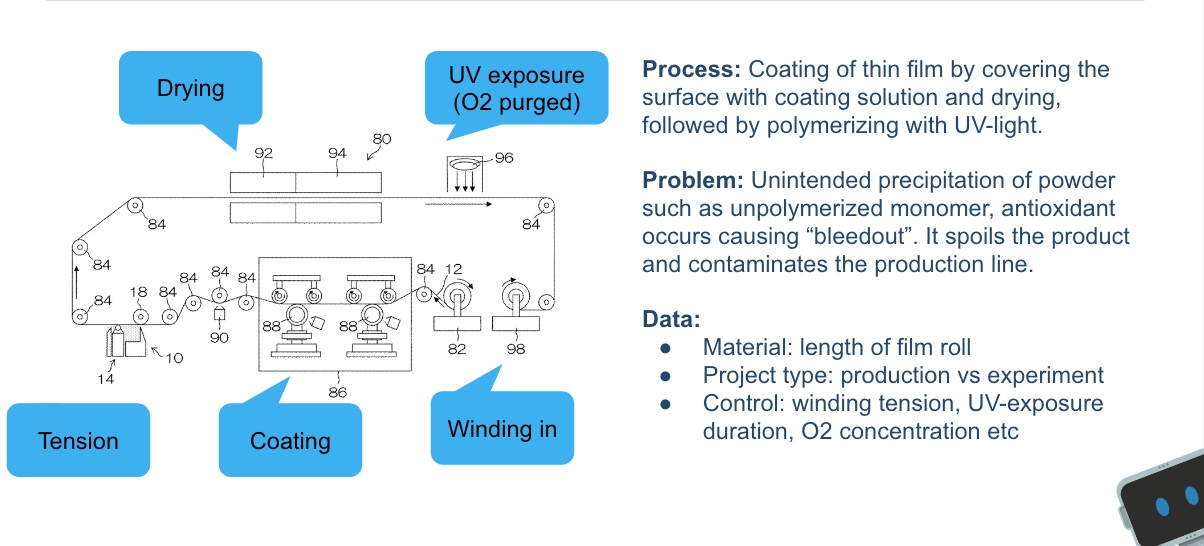 Drying
UV exposure
(O2 purged)
Process: Coating of thin film by covering the
surface with coating solution and drying,
followed by polymerizing with UV-light.
Problem: Unintended precipitation of powder
such as unpolymerized monomer, antioxidant
occurs causing “bleedout”. It spoils the product
and contaminates the production line.
Data:
● Material: length of film roll
● Project type: production vs experiment
● Control: winding tension, UV-exposure
duration, O2 concentration etc
80
92
94
96
84
84
84
84
84
18
84
84
84
84
12
88
88
90
10
14
82
98
86
Tension
Coating
Winding in